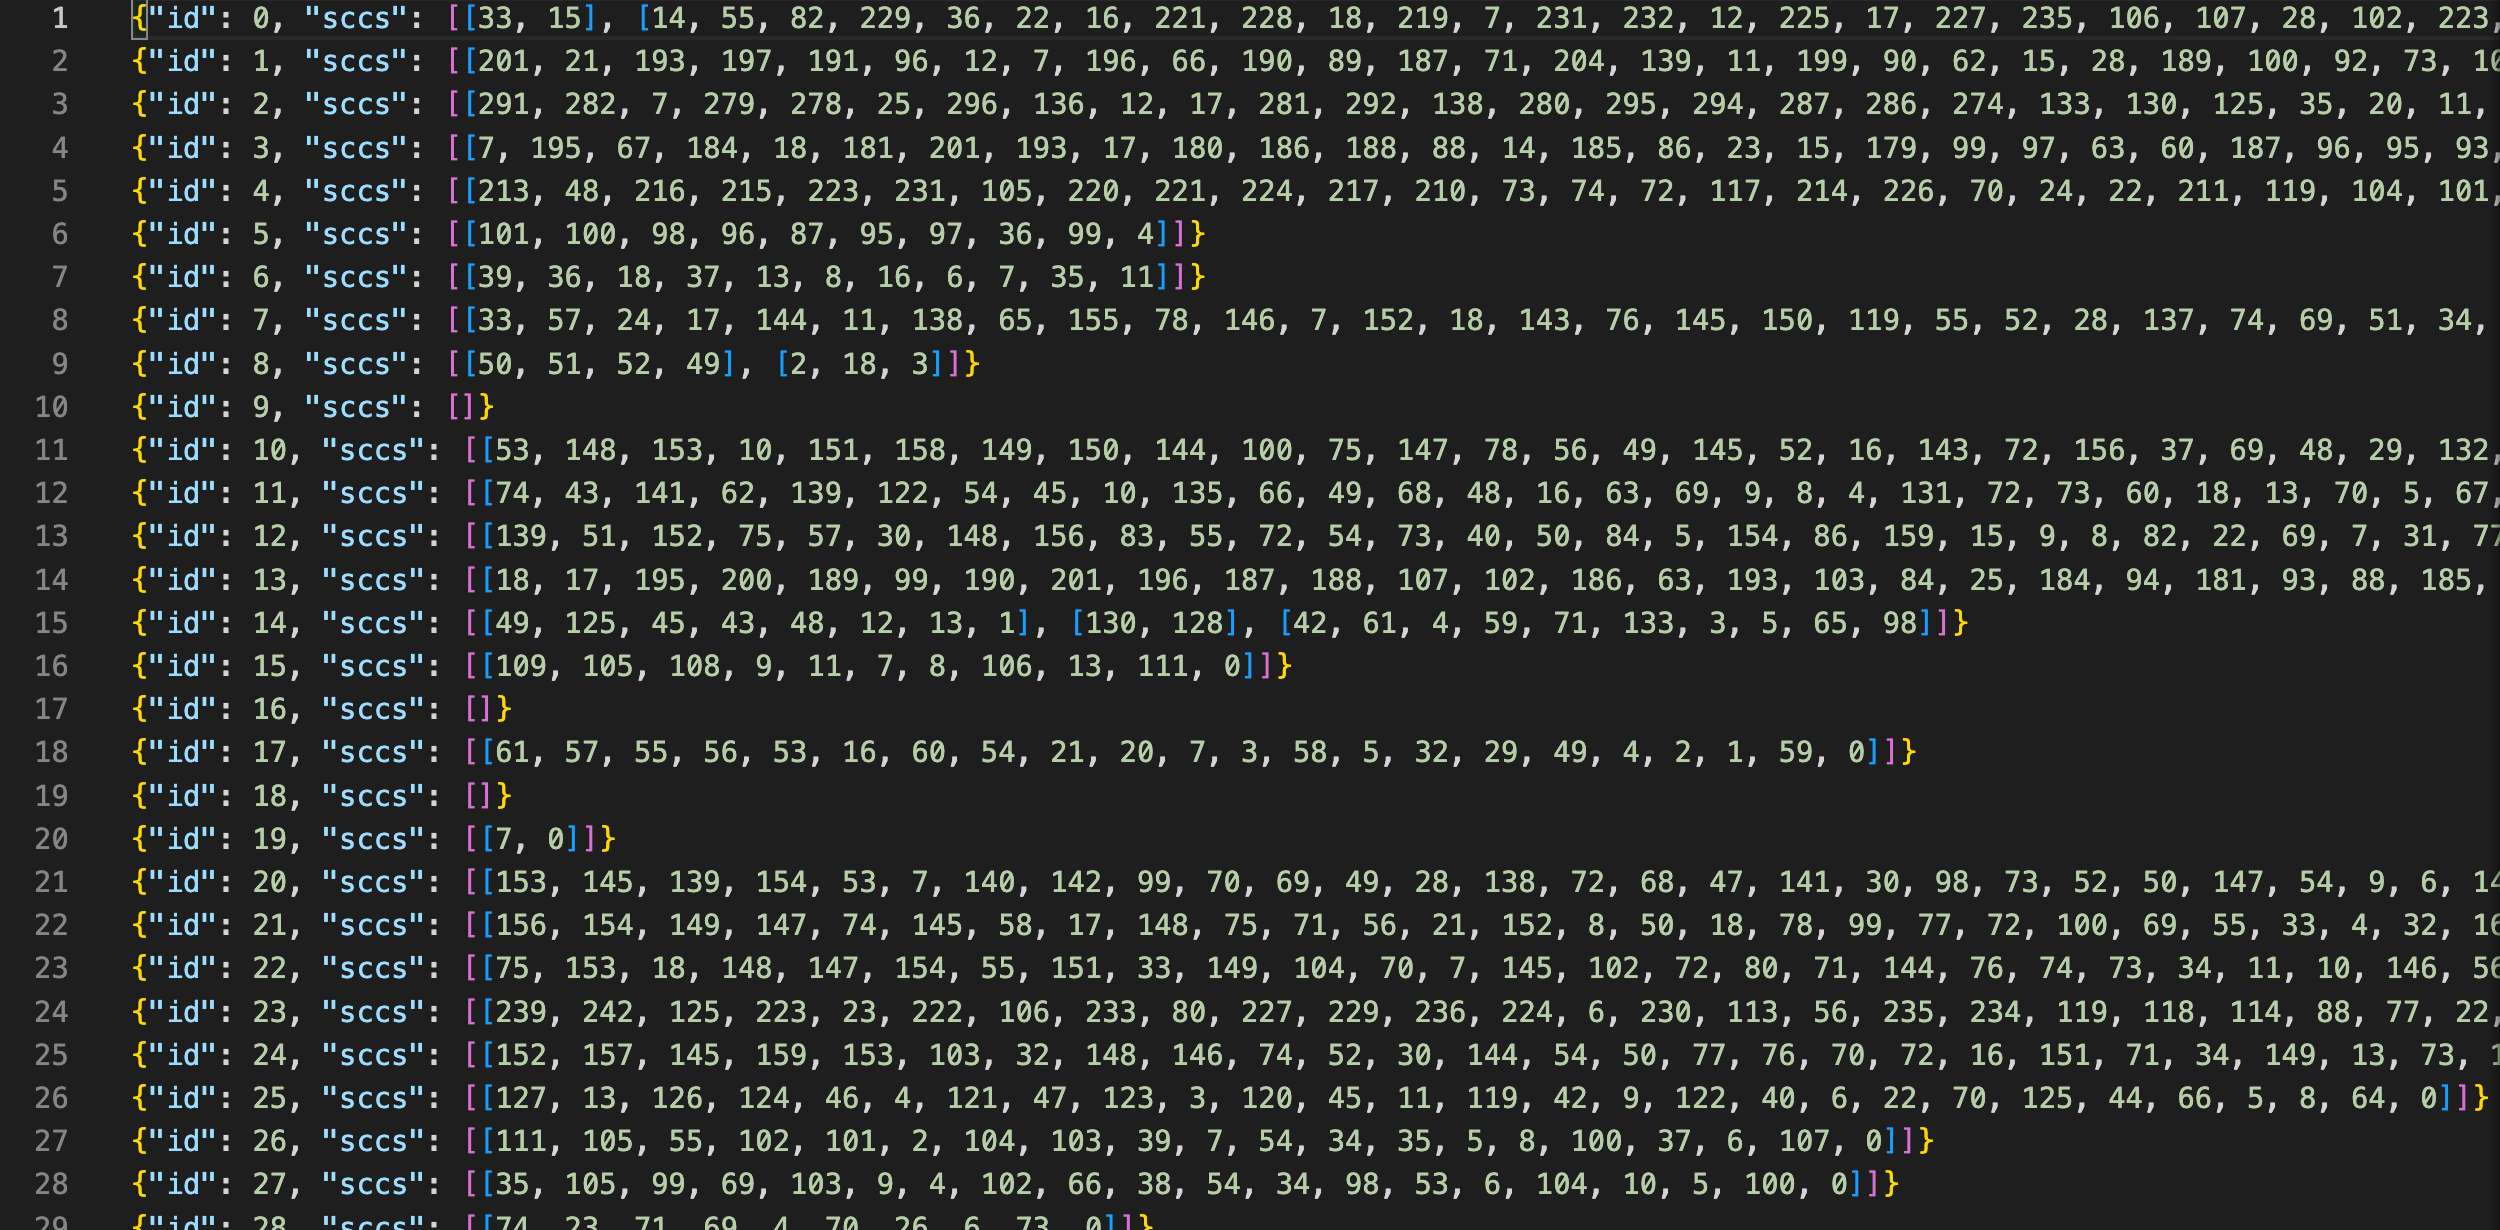 1 {"id": 0, "sccs": [[33, 15], [14, 55, 82, 229, 36, 22, 16, 221, 228, 18, 219, 7, 231, 232, 12, 225, 17, 227, 235, 106, 107, 28, 102, 223,
2 {"id": 1, "sccs": [[201, 21, 193, 197, 191, 96, 12, 7, 196, 66, 190, 89, 187, 71, 204, 139, 11, 199, 90, 62, 15, 28, 189, 100, 92, 73,
3 {"id": 2, "sccs": [[291, 282, 7, 279, 278, 25, 296, 136, 12, 17, 281, 292, 138, 280, 295, 294, 287, 286, 274, 133, 130, 125, 35, 20, 11,
4 {"id": 3, "sccs": [[7, 195, 67, 184, 18, 181, 201, 193, 17, 180, 186, 188, 88, 14, 185, 86, 23, 15, 179, 99, 97, 63, 60, 187, 96, 95, 93,
5 {"id": 4, "sccs": [[213, 48, 216, 215, 223, 231, 105, 220, 221, 224, 217, 210, 73, 74, 72, 117, 214, 226, 70, 24, 22, 211, 119, 104, 101,
6 {"id": 5, "sccs": [[101, 100, 98, 96, 87, 95, 97, 36, 99, 4]]}
7 {"id": 6, "sccs": [[39, 36, 18, 37, 13, 8, 16, 6, 7, 35, 11]]}
8 {"id": 7, "sccs": [[33, 57, 24, 17, 144, 11, 138, 65, 155, 78, 146, 7, 152, 18, 143, 76, 145, 150, 119, 55, 52, 28, 137, 74, 69, 51, 34,
9 {"id": 8, "sccs": [[50, 51, 52, 49], [2, 18, 3]]}
10 {"id": 9, "sccs": []}
11 {"id": 10, "sccs": [[53, 148, 153, 10, 151, 158, 149, 150, 144, 100, 75, 147, 78, 56, 49, 145, 52, 16, 143, 72, 156, 37, 69, 48, 29, 132,
12 {"id": 11, "sccs": [[74, 43, 141, 62, 139, 122, 54, 45, 10, 135, 66, 49, 68, 48, 16, 63, 69, 9, 8, 4, 131, 72, 73, 60, 18, 13, 70, 5, 67,
13 {"id": 12, "sccs": [[139, 51, 152, 75, 57, 30, 148, 156, 83, 55, 72, 54, 73, 40, 50, 84, 5, 154, 86, 159, 15, 9, 8, 82, 22, 69, 7, 31, 77
14 {"id": 13, "sccs": [[18, 17, 195, 200, 189, 99, 190, 201, 196, 187, 188, 107, 102, 186, 63, 193, 103, 84, 25, 184, 94, 181, 93, 88, 185,
15 {"id": 14, "sccs": [[49, 125, 45, 43, 48, 12, 13, 1], [130, 128], [42, 61, 4, 59, 71, 133, 3, 5, 65, 98]]}
16 {"id": 15, "sccs": [[109, 105, 108, 9, 11, 7, 8, 106, 13, 111, 0]]}
17 {"id": 16, "sccs": []}
18 {"id": 17, "sccs": [[61, 57, 55, 56, 53, 16, 60, 54, 21, 20, 7, 3, 58, 5, 32, 29, 49, 4, 2, 1, 59, 0]]}
19 {"id": 18, "sccs": []}
20 {"id": 19, "sccs": [[7, 0]]}
21 {"id": 20, "sccs": [[153, 145, 139, 154, 53, 7, 140, 142, 99, 70, 69, 49, 28, 138, 72, 68, 47, 141, 30, 98, 73, 52, 50, 147, 54, 9, 6, 14
22 {"id": 21, "sccs": [[156, 154, 149, 147, 74, 145, 58, 17, 148, 75, 71, 56, 21, 152, 8, 50, 18, 78, 99, 77, 72, 100, 69, 55, 33, 4, 32, 16
23 {"id": 22, "sccs": [[75, 153, 18, 148, 147, 154, 55, 151, 33, 149, 104, 70, 7, 145, 102, 72, 80, 71, 144, 76, 74, 73, 34, 11, 10, 146, 56
24 {"id": 23, "sccs": [[239, 242, 125, 223, 23, 222, 106, 233, 80, 227, 229, 236, 224, 6, 230, 113, 56, 235, 234, 119, 118, 114, 88, 77, 22,
25 {"id": 24, "sccs": [[152, 157, 145, 159, 153, 103, 32, 148, 146, 74, 52, 30, 144, 54, 50, 77, 76, 70, 72, 16, 151, 71, 34, 149, 13, 73, 1
26 {"id": 25, "sccs": [[127, 13, 126, 124, 46, 4, 121, 47, 123, 3, 120, 45, 11, 119, 42, 9, 122, 40, 6, 22, 70, 125, 44, 66, 5, 8, 64, 0]]}
27 {"id": 26, "sccs": [[111, 105, 55, 102, 101, 2, 104, 103, 39, 7, 54, 34, 35, 5, 8, 100, 37, 6, 107, 0]]}
28 {"id": 27, "sccs": [[35, 105, 99, 69, 103, 9, 4, 102, 66, 38, 54, 34, 98, 53, 6, 104, 10, 5, 100, 0]]}
29 {"id": 28, "sccs": [[74, 23, 71, 69, 4, 70, 26, 6, 73, 0]]}